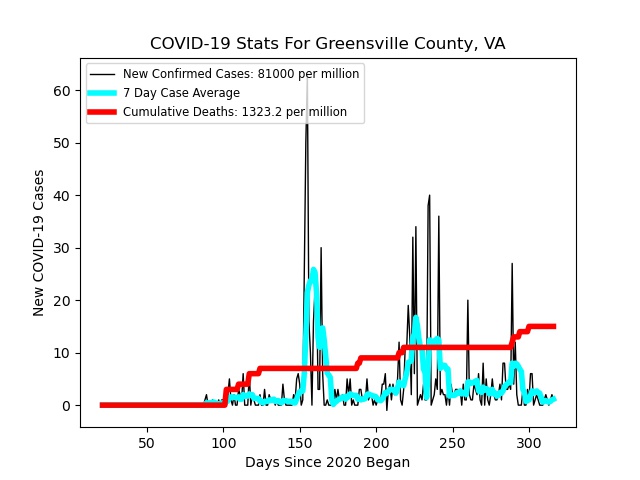 COVID-19 Stats For Greensville County, VA
New Confirmed Cases: 81000 per million
7 Day Case Average
Cumulative Deaths: 1323.2 per million
New COVID-19 Cases
60
50
40
30
20
10
0
50 100 150 200 250 300
Days Since 2020 Began